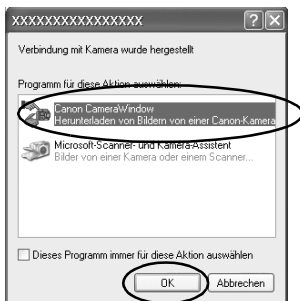 XXXXXXXXXXXXXXXXX
Verbindung mit Kamera wurde hergestellt
Programm für diese Aktion auswählen:
Canon CameraWindow
Herunterladen von Bildern von einer Canon-Kamera
Microsoft-Scanner- und Kamera-Assistent
Bilder von einer Kamera oder einem Scanner...
Dieses Programm immer für diese Aktion auswählen
OK
Abbrechen